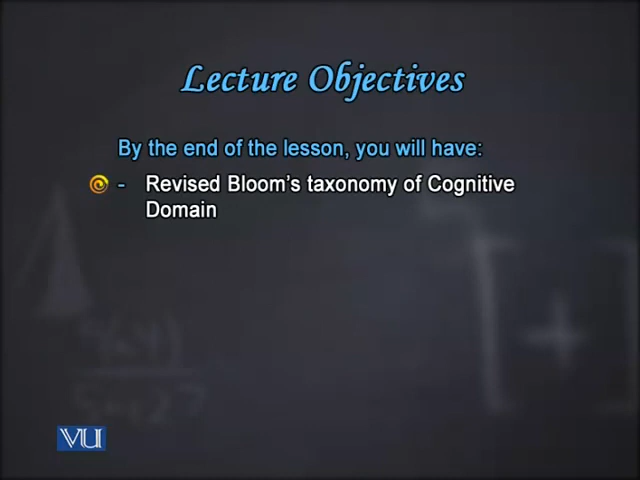 Lecture Objectives
By the end of the lesson, you will have:
- Revised Bloom's taxonomy of Cognitive
Domain
VU